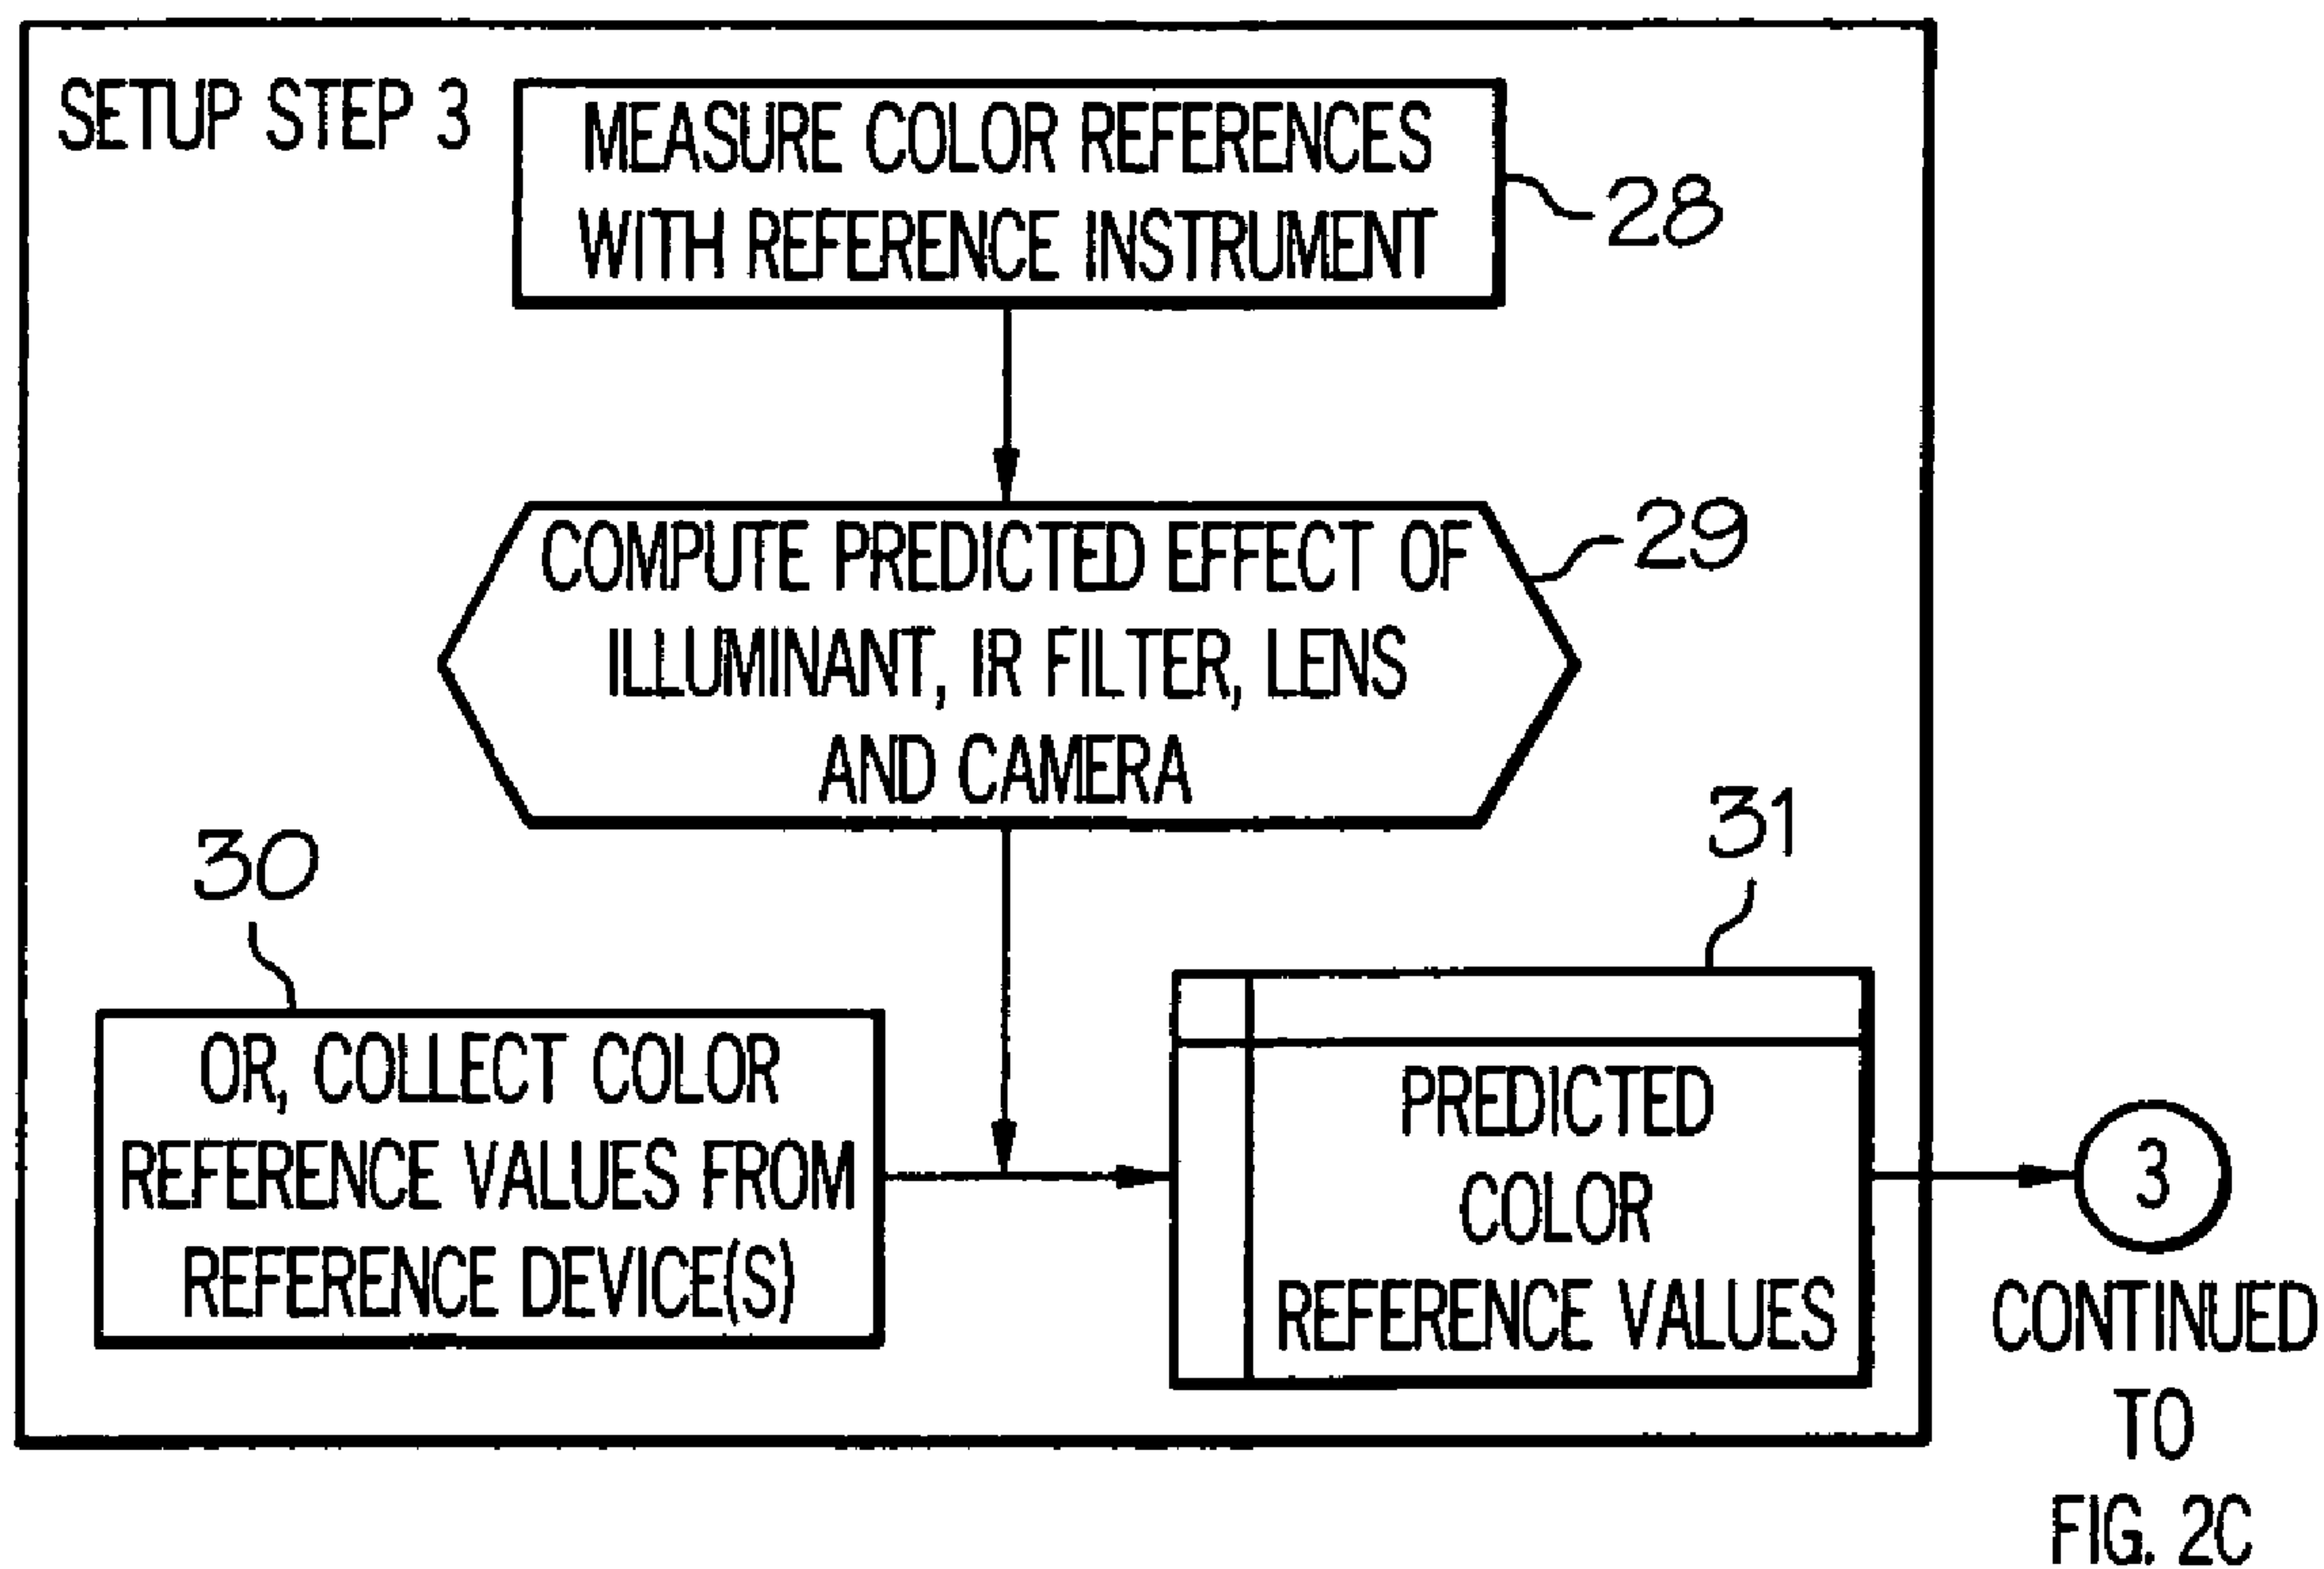 SETUP STEP 3
MEASURE COLOR REFERENCES
WITH REFERENCE INSTRUMENT
28
COMPUTE PREDICTED EFFECT OF
ILLUMINANT, IR FILTER, LENS
AND CAMERA
29
30
OR, COLLECT COLOR
REFERENCE VALUES FROM
REFERENCE DEVICE(S)
31
PREDICTED
COLOR
REFERENCE VALUES
3
CONTINUED
TO
FIG. 2C